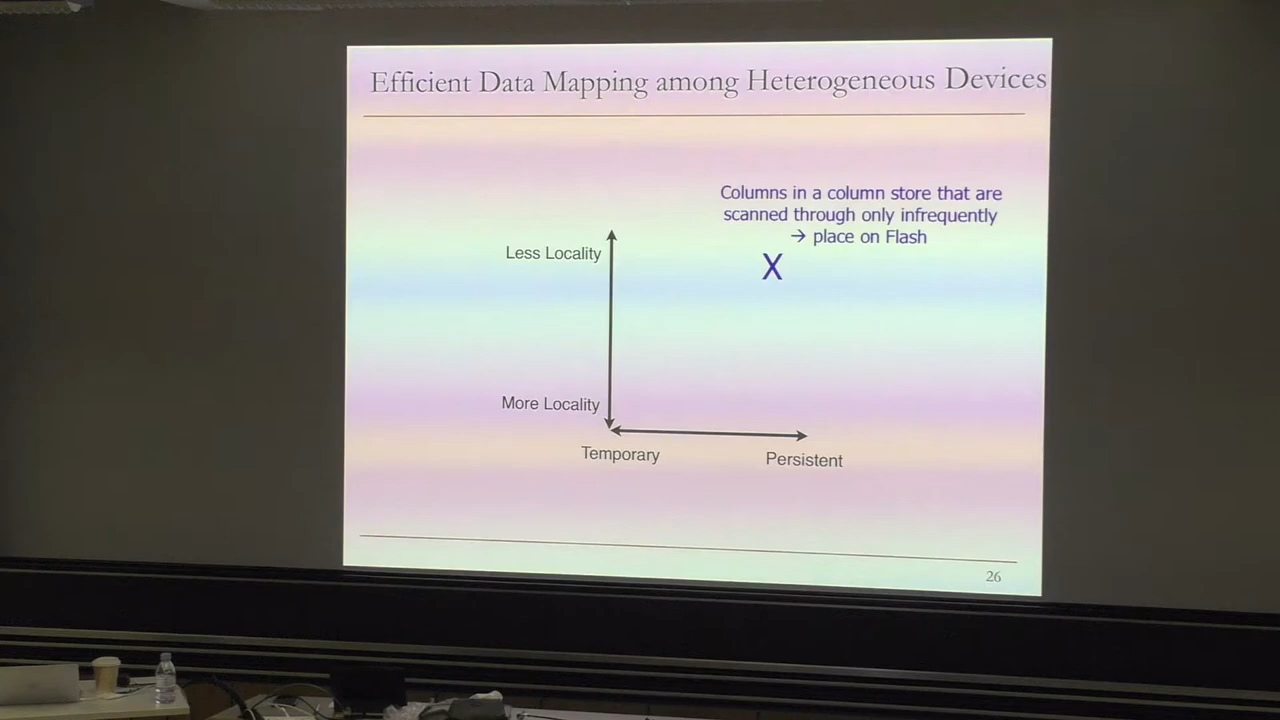 Efficient Data Mapping among Heterogeneous Devices
Columns in a column store that are
scanned through only infrequently
→ place on Flash
X
Less Locality
More Locality
Temporary
Persistent
26